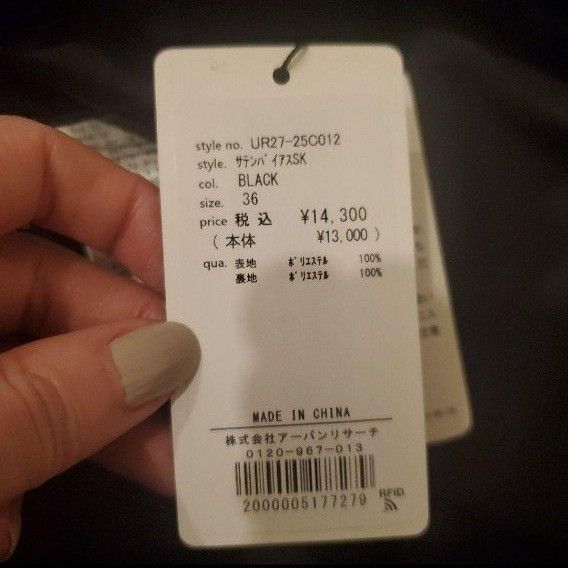 style no. UR27-25C012
style. ｻﾃﾝﾊﾞｲｱｽSK
col. BLACK
size. 36
price 税込 ¥14,300
(本体 ¥13,000)
qua. 表地 ﾎﾟﾘｴｽﾃﾙ 100%
裏地 ﾎﾟﾘｴｽﾃﾙ 100%
MADE IN CHINA
株式会社アーバンリサーチ
0120-967-013
2000005177279
RFID